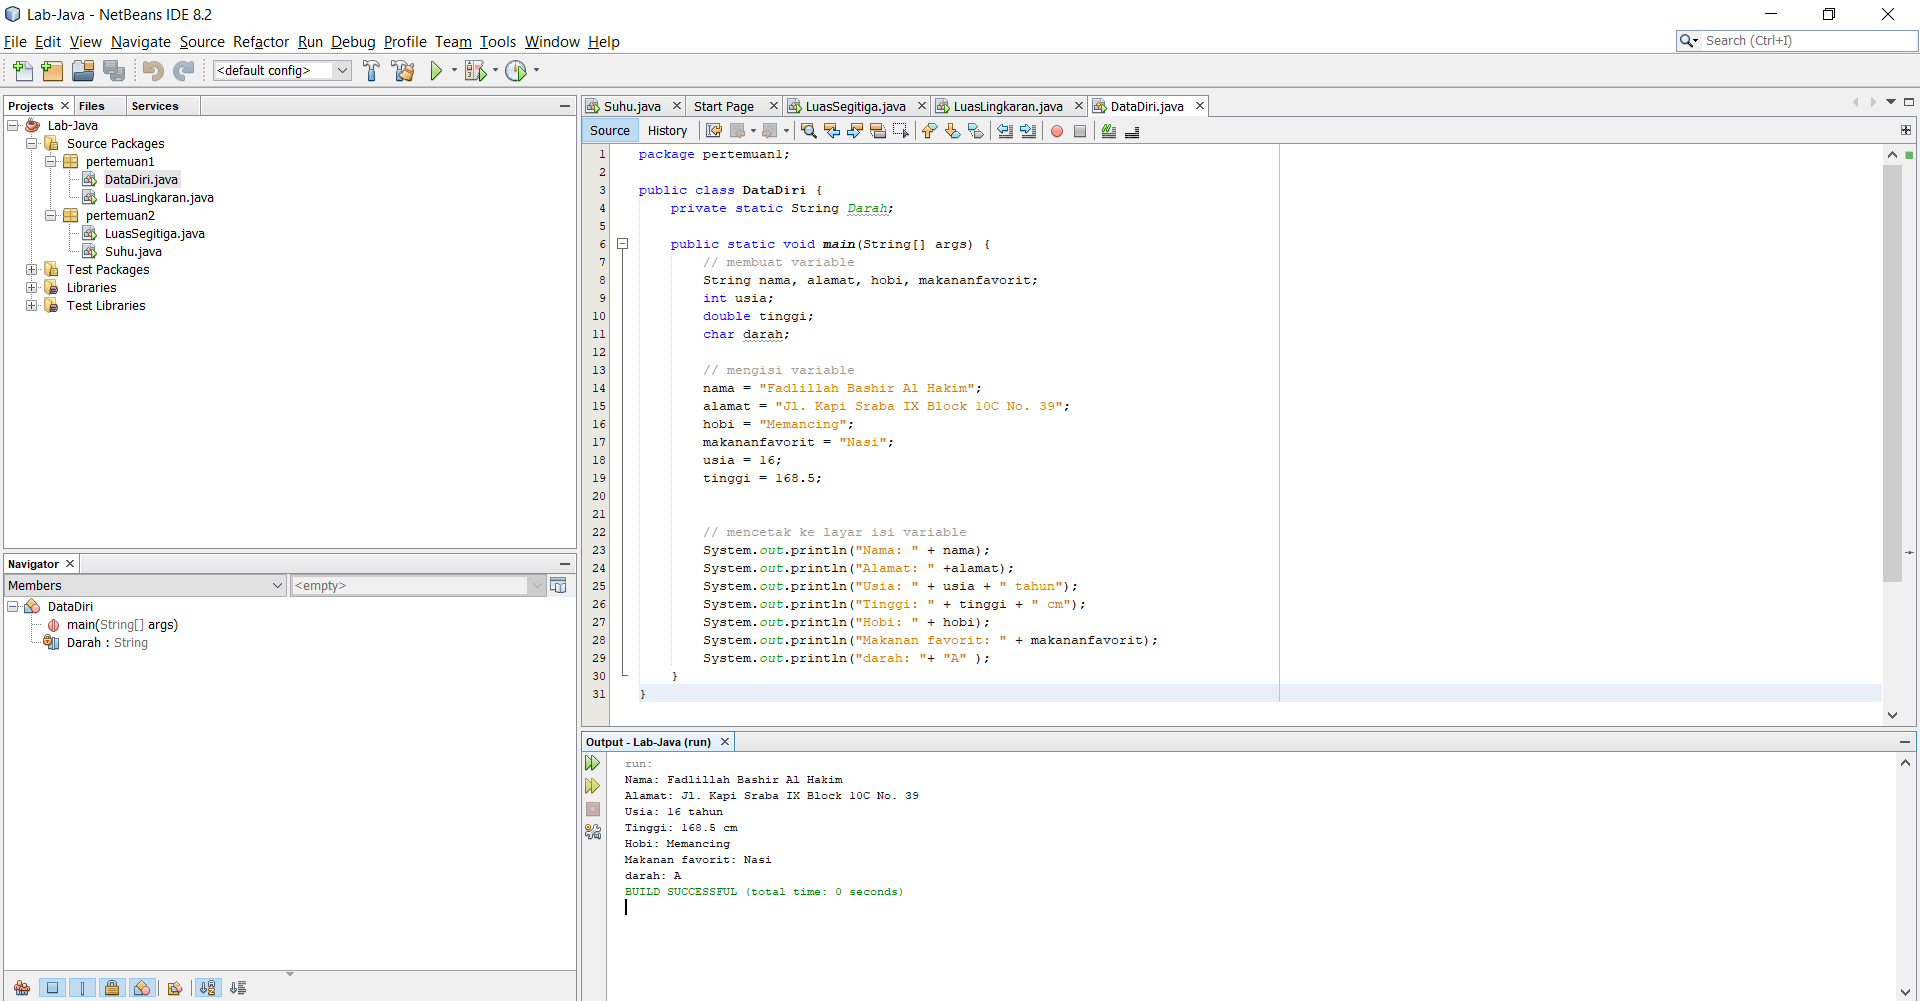 Lab-Java - NetBeans IDE 8.2
File Edit View Navigate Source Refactor Run Debug Profile Team Tools Window Help
Search (Ctrl+I)
<default config>
Projects Files Services
Lab-Java
Source Packages
pertemuan1
DataDiri.java
LuasLingkaran.java
pertemuan2
LuasSegitiga.java
Suhu.java
Test Packages
Libraries
Test Libraries
Navigator
Members <empty>
DataDiri
main(String[] args)
Darah : String
Suhu.java Start Page LuasSegitiga.java LuasLingkaran.java DataDiri.java
Source History
1 package pertemuan1;
2
3 public class DataDiri {
4 private static String Darah;
5
6 public static void main(String[] args) {
7 // membuat variable
8 String nama, alamat, hobi, makananfavorit;
9 int usia;
10 double tinggi;
11 char darah;
12
13 // mengisi variable
14 nama = "Fadlillah Bashir Al Hakim";
15 alamat = "Jl. Kapi Sraba IX Block 10C No. 39";
16 hobi = "Memancing";
17 makananfavorit = "Nasi";
18 usia = 16;
19 tinggi = 168.5;
20
21
22 // mencetak ke layar isi variable
23 System.out.println("Nama: " + nama);
24 System.out.println("Alamat: " +alamat);
25 System.out.println("Usia: " + usia + " tahun");
26 System.out.println("Tinggi: " + tinggi + " cm");
27 System.out.println("Hobi: " + hobi);
28 System.out.println("Makanan favorit: " + makananfavorit);
29 System.out.println("darah: "+ "A" );
30 }
31 }
Output - Lab-Java (run)
run:
Nama: Fadlillah Bashir Al Hakim
Alamat: Jl. Kapi Sraba IX Block 10C No. 39
Usia: 16 tahun
Tinggi: 168.5 cm
Hobi: Memancing
Makanan favorit: Nasi
darah: A
BUILD SUCCESSFUL (total time: 0 seconds)